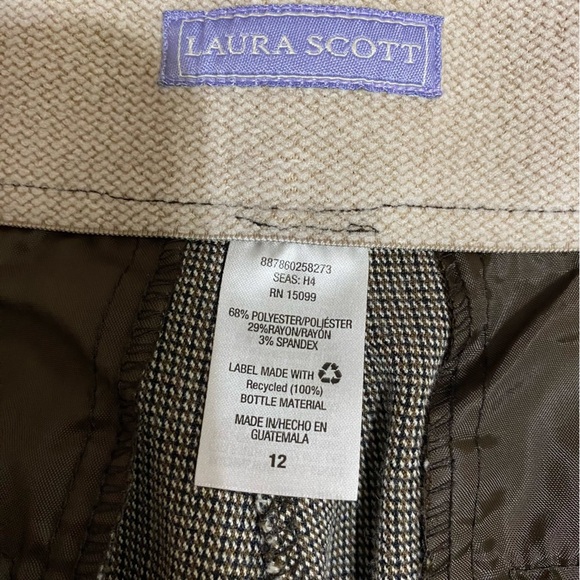 LAURA SCOTT
887860258273
SEAS: H4
RN 15099
68% POLYESTER/POLIÉSTER
29%RAYON/RAYÓN
3% SPANDEX
LABEL MADE WITH
Recycled (100%)
BOTTLE MATERIAL
MADE IN/HECHO EN
GUATEMALA
12